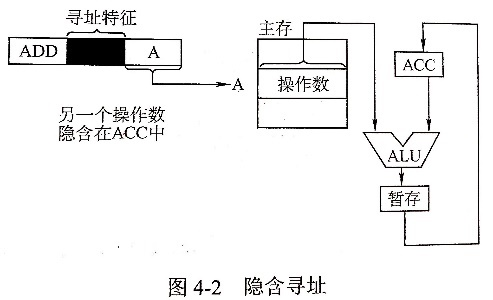 寻址特征
ADD
A
A
另一个操作数
隐含在ACC中
主存
操作数
ACC
ALU
暂存
图 4-2 隐含寻址